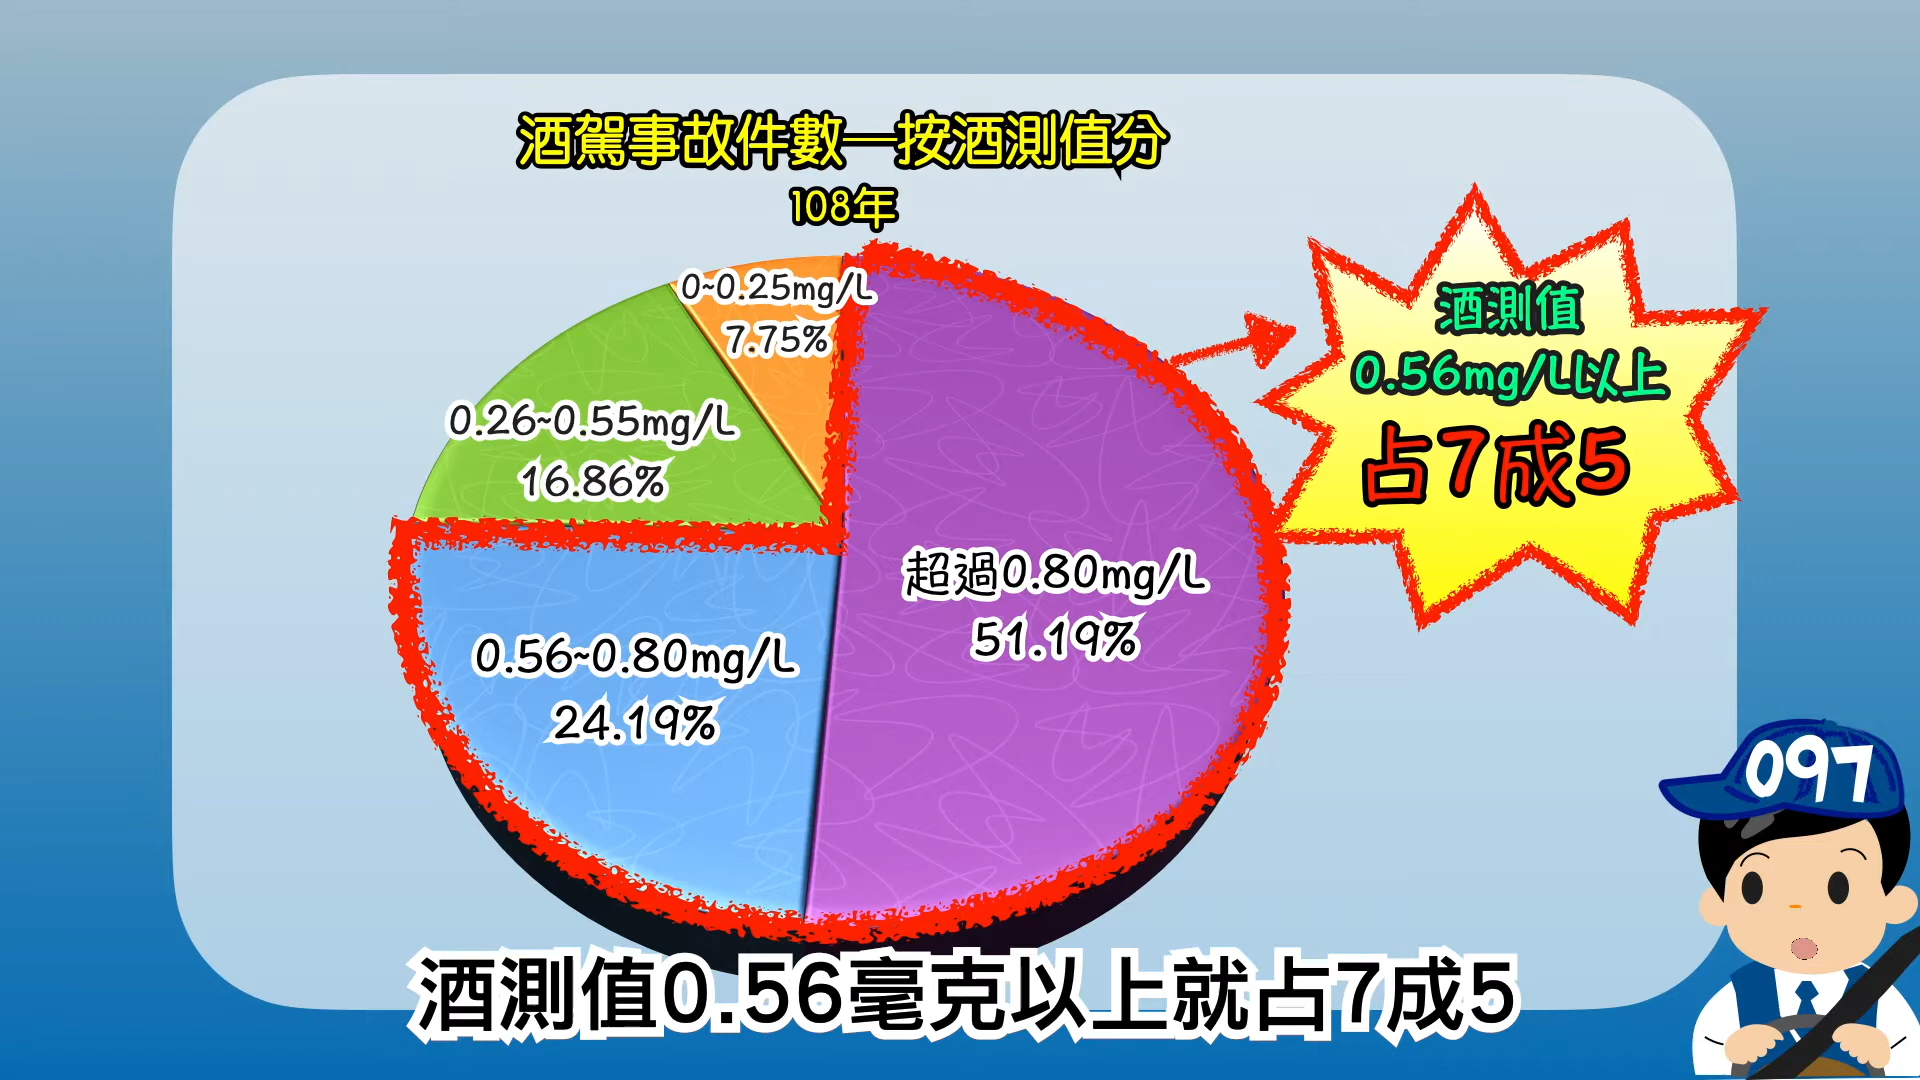 酒駕事故件數—按酒測值分
108年
0~0.25mg/L
7.75%
0.26~0.55mg/L
16.86%
0.56~0.80mg/L
24.19%
超過0.80mg/L
51.19%
酒測值
0.56mg/L以上
占7成5
097
酒測值0.56毫克以上就占7成5